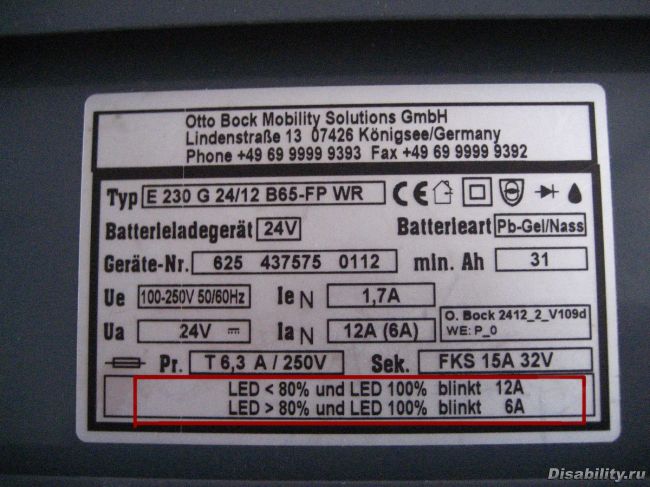 Otto Bock Mobility Solutions GmbH
Lindenstraße 13 07426 Königsee/Germany
Phone +49 69 9999 9393 Fax +49 69 9999 9392
Typ E 230 G 24/12 B65-FP WR CE
Batterieladegerät 24V Batterieart Pb-Gel/Nass
Geräte-Nr. 625 437575 0112 min. Ah 31
Ue 100-250V 50/60Hz Ie N 1,7A
Ua 24V Ia N 12A (6A) O. Bock 2412_2_V109d
WE: P_0
Pr. T 6,3 A / 250V Sek. FKS 15A 32V
LED < 80% und LED 100% blinkt 12A
LED > 80% und LED 100% blinkt 6A
Disability.ru